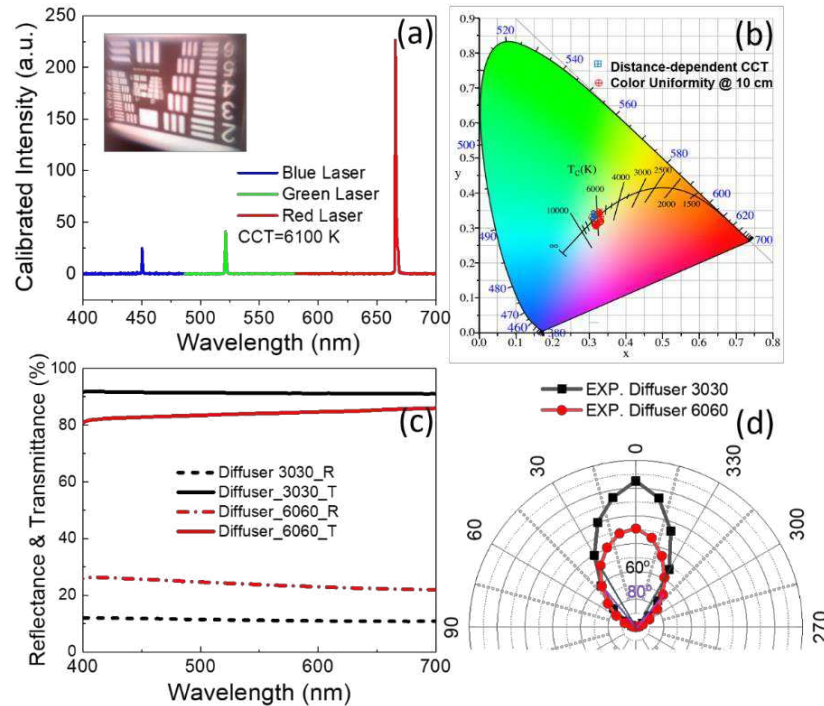 (a)
250
225
200
175
150
125
100
75
50
25
0
Calibrated Intensity (a.u.)
Blue Laser
Green Laser
Red Laser
CCT=6100 K
400 450 500 550 600 650 700
Wavelength (nm)
(b)
0.9
0.8
0.7
0.6
0.5
0.4
0.3
0.2
0.1
0.0
y
520
540
560
580
600
620
700
500
490
480
460
380
Distance-dependent CCT
Color Uniformity @ 10 cm
Tc(K)
∞
10000
6000
4000
3000
2500
2000
1500
0.0 0.1 0.2 0.3 0.4 0.5 0.6 0.7 0.8
x
(c)
100
80
60
40
20
0
Reflectance & Transmittance (%)
Diffuser 3030_R
Diffuser_3030_T
Diffuser_6060_R
Diffuser_6060_T
400 500 600 700
Wavelength (nm)
EXP. Diffuser 3030
EXP. Diffuser 6060
(d)
0
30
330
60
300
90
270
60°
80°